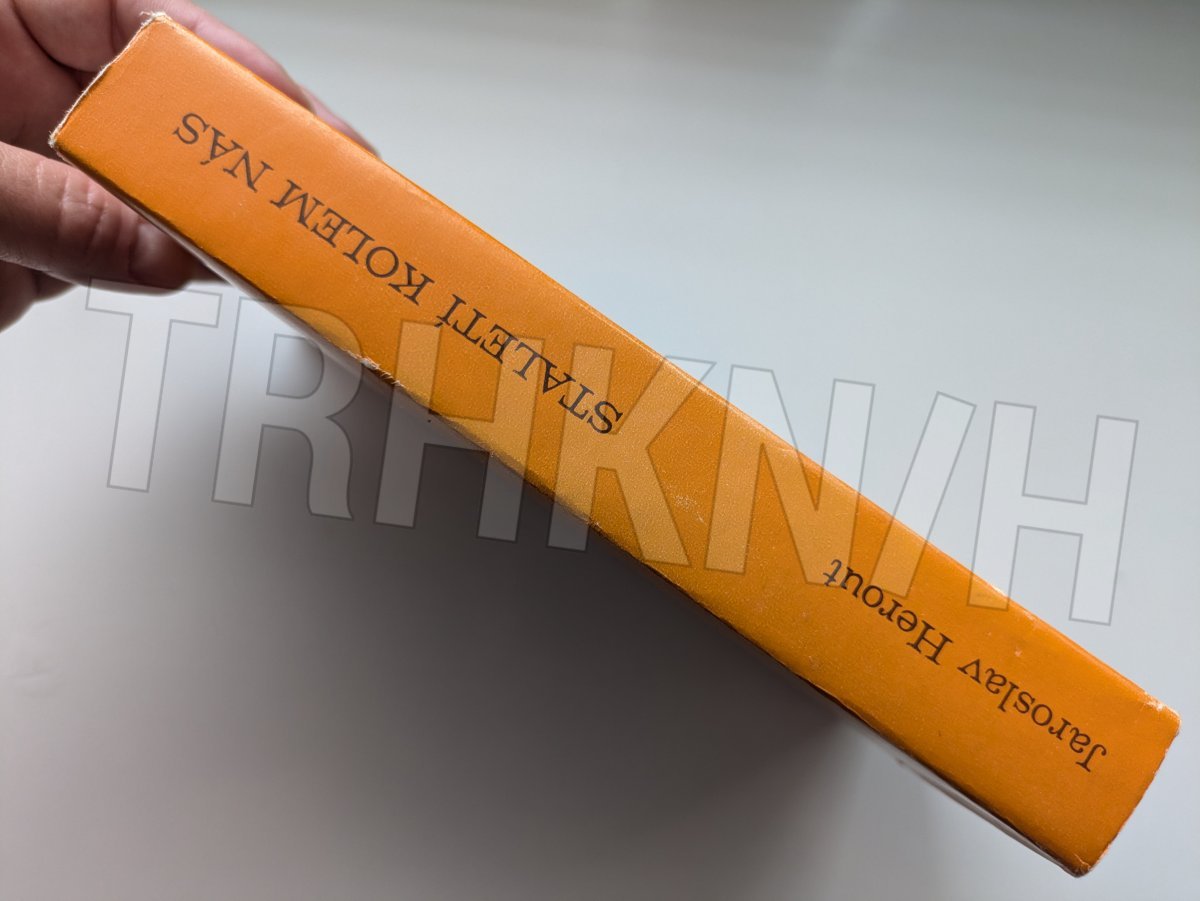 Jaroslav Herout
STALETÍ KOLEM NÁS
TRHKNIH